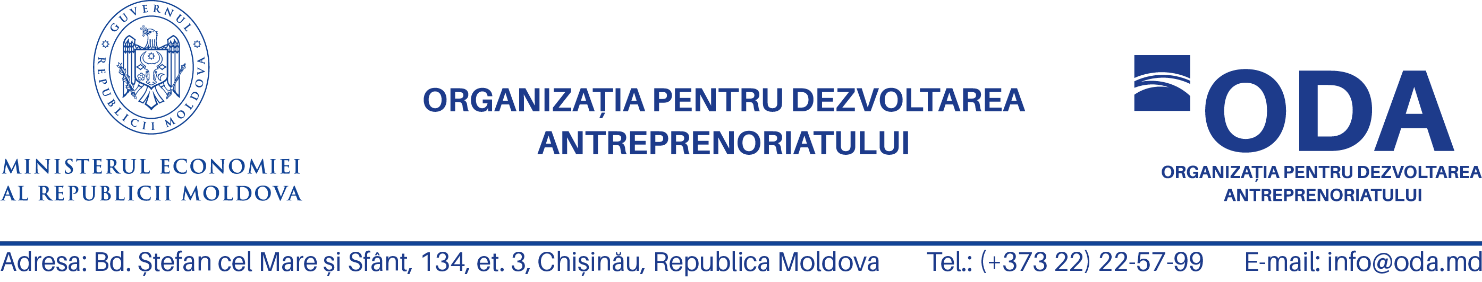 GUVERNUL
REPUBLICII MOLDOVA
MINISTERUL ECONOMIEI
AL REPUBLICII MOLDOVA
ORGANIZAȚIA PENTRU DEZVOLTAREA
ANTREPRENORIATULUI
ODA
ORGANIZAȚIA PENTRU DEZVOLTAREA
ANTREPRENORIATULUI
Adresa: Bd. Ștefan cel Mare și Sfânt, 134, et. 3, Chișinău, Republica Moldova Tel.: (+373 22) 22-57-99 E-mail: info@oda.md